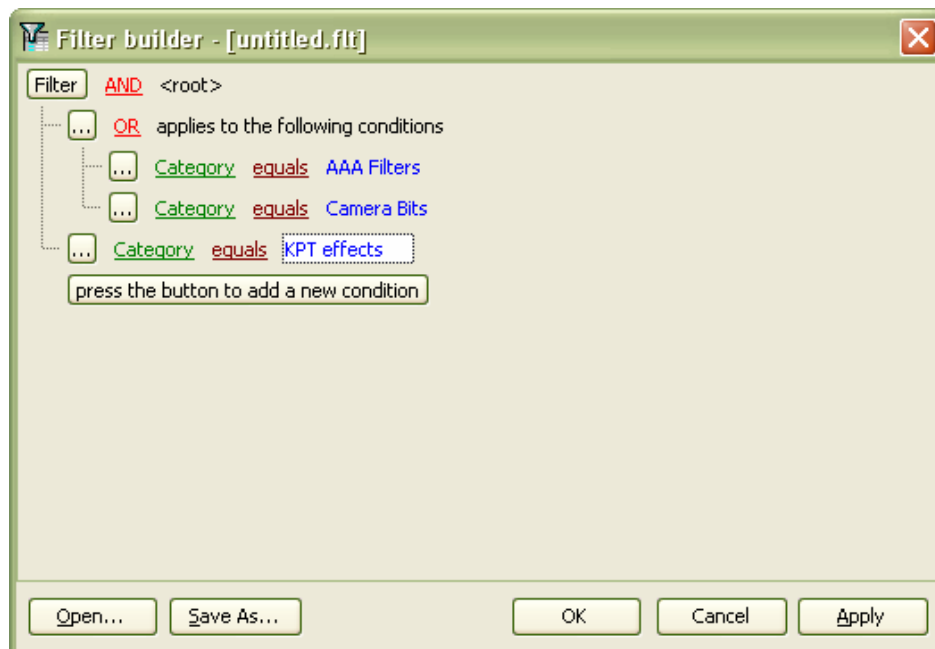 Filter builder - [untitled.flt]
Filter AND <root>
... OR applies to the following conditions
... Category equals AAA Filters
... Category equals Camera Bits
... Category equals KPT effects
press the button to add a new condition
Open... Save As... OK Cancel Apply